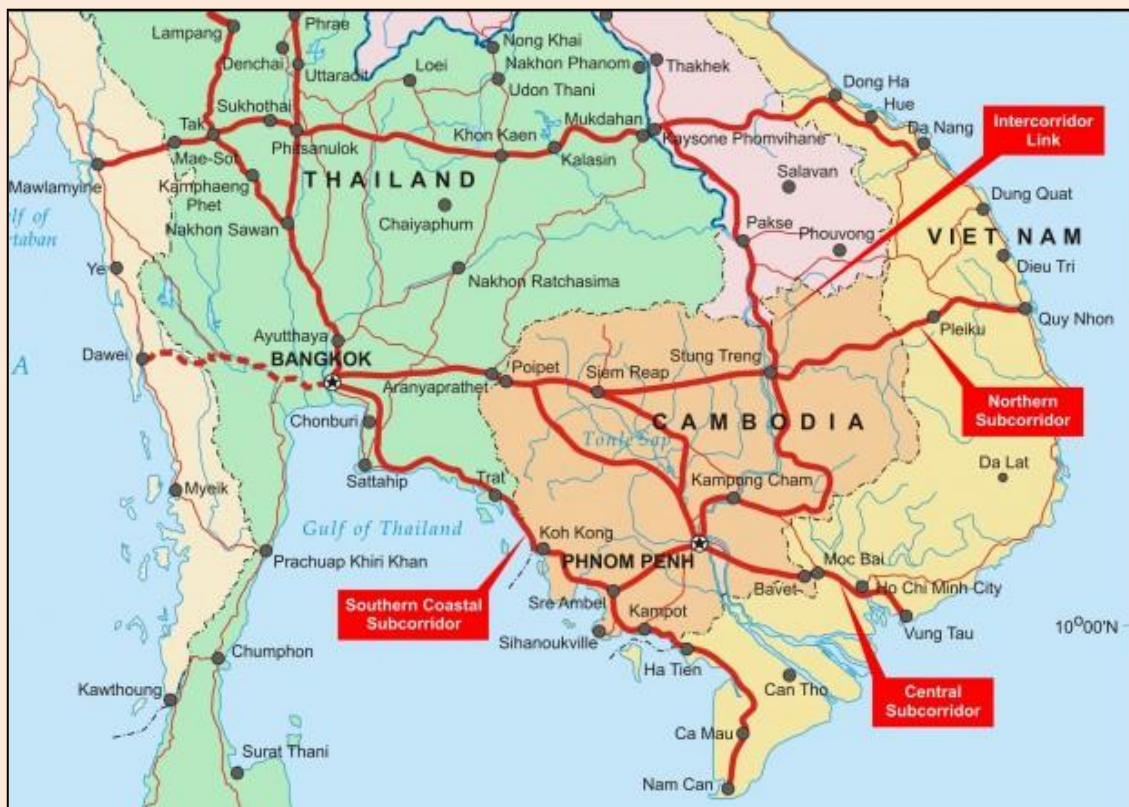 Lampang
Phrae
Denchai
Uttaradit
Loei
Nong Khai
Nakhon Phanom
Udon Thani
Thakhek
Dong Ha
Hue
Da Nang
Intercorridor
Link
Sukhothai
Tak
Mae-Sot
Phitsanulok
Khon Kaen
Mukdahan
Kalasin
Kaysone Phomvihane
Mawlamyine
Kamphaeng
Phet
THAILAND
Salavan
Dung Quat
lf of
rtaban
Nakhon Sawan
Chaiyaphum
Pakse
Phouvong
VIET NAM
Ye
Nakhon Ratchasima
Dieu Tri
Ayutthaya
Dawei
BANGKOK
A
Aranyaprathet
Poipet
Siem Reap
Stung Treng
Pleiku
Quy Nhon
Northern
Subcorridor
Chonburi
CAMBODIA
Tonle Sap
Da Lat
Sattahip
Trat
Kampong Cham
Myeik
Gulf of Thailand
Koh Kong
PHNOM PENH
Prachuap Khiri Khan
Moc Bai
Bavet
Ho Chi Minh City
Southern Coastal
Subcorridor
Sre Ambel
Kampot
Sihanoukville
Vung Tau
10°00'N
Chumphon
Ha Tien
Can Tho
Central
Subcorridor
Kawthoung
Ca Mau
Surat Thani
Nam Can